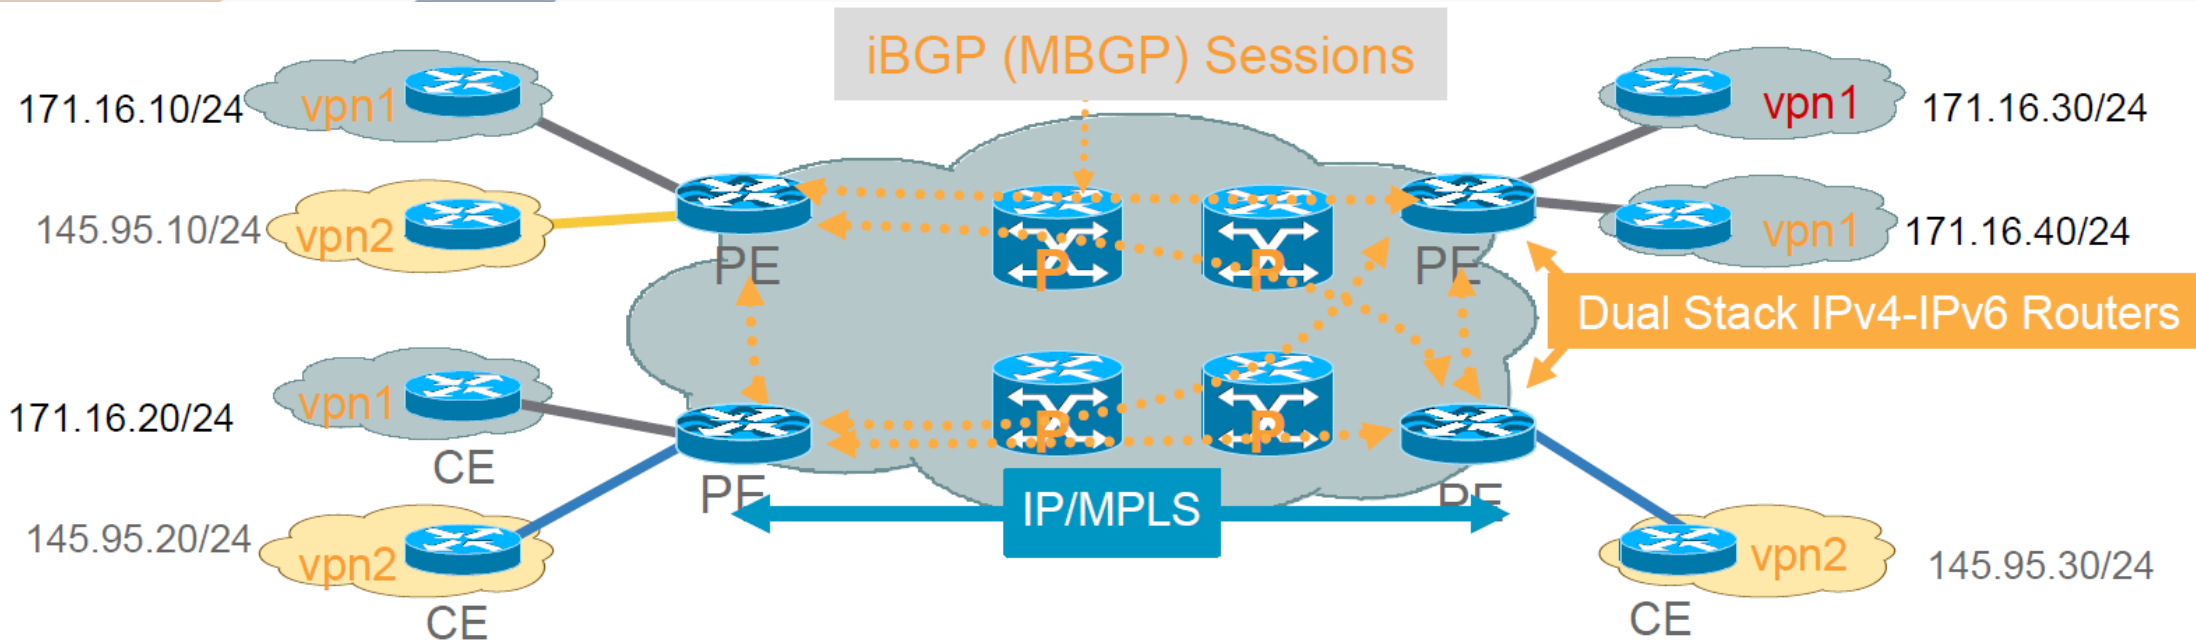 iBGP (MBGP) Sessions
171.16.10/24
vpn1
vpn1
171.16.30/24
145.95.10/24
vpn2
vpn1
171.16.40/24
PE
P
P
PE
Dual Stack IPv4-IPv6 Routers
171.16.20/24
vpn1
CE
P
P
PE
IP/MPLS
PE
145.95.20/24
vpn2
CE
vpn2
145.95.30/24
CE